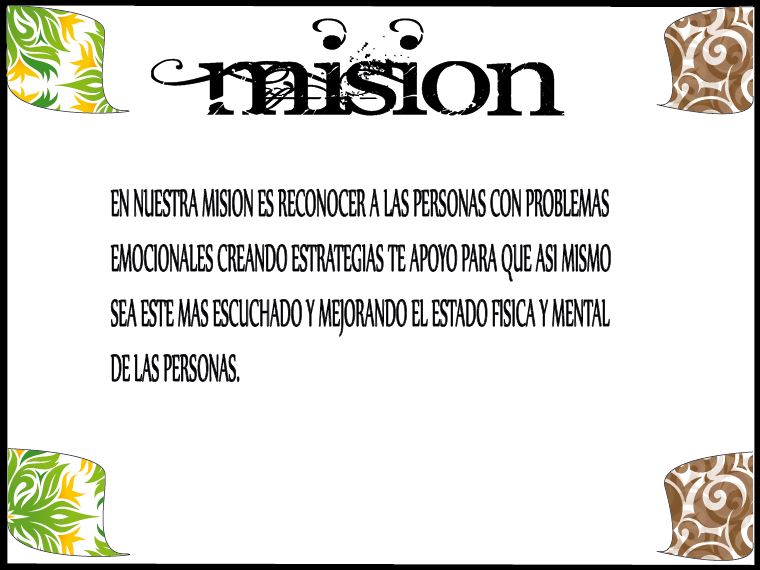 mision
EN NUESTRA MISION ES RECONOCER A LAS PERSONAS CON PROBLEMAS
EMOCIONALES CREANDO ESTRATEGIAS TE APOYO PARA QUE ASI MISMO
SEA ESTE MAS ESCUCHADO Y MEJORANDO EL ESTADO FISICA Y MENTAL
DE LAS PERSONAS.